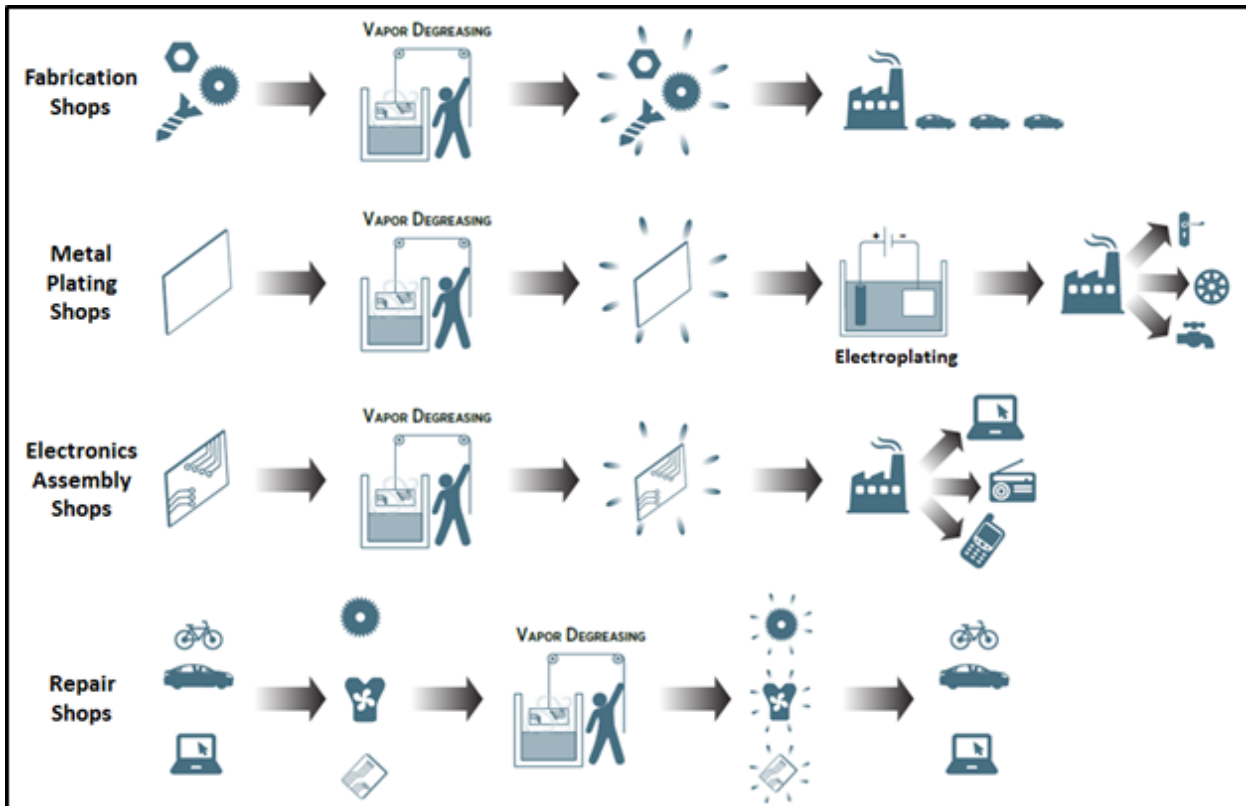 VAPOR DEGREASING
Fabrication
Shops
VAPOR DEGREASING
Metal
Plating
Shops
+ −
Electroplating
VAPOR DEGREASING
Electronics
Assembly
Shops
VAPOR DEGREASING
Repair
Shops